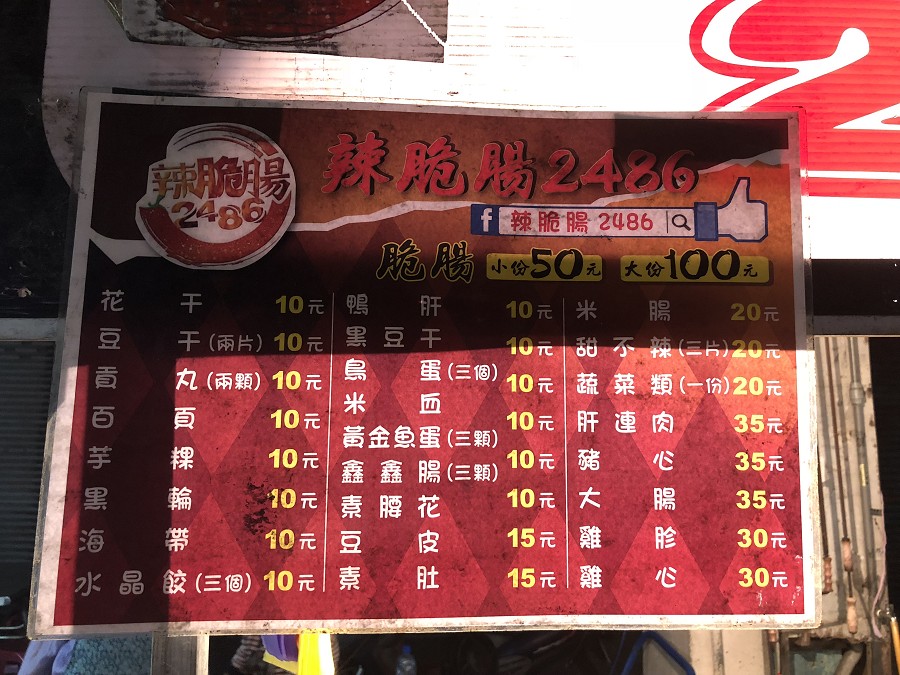 辣脆腸
2486
辣脆腸2486
f 辣脆腸 2486
脆腸 小份50元 大份100元
花干 10元
豆干(兩片) 10元
貢丸(兩顆) 10元
百頁 10元
芋粿 10元
黑輪 10元
海帶 10元
水晶餃(三個) 10元
鴨肝 10元
黑豆干 10元
鳥蛋(三個) 10元
米血 10元
黃金魚蛋(三顆) 10元
鑫鑫腸(三顆) 10元
素腰花 10元
豆皮 15元
素肚 15元
米腸 20元
甜不辣(三片) 20元
蔬菜類(一份) 20元
肝連肉 35元
豬心 35元
大腸 35元
雞胗 30元
雞心 30元